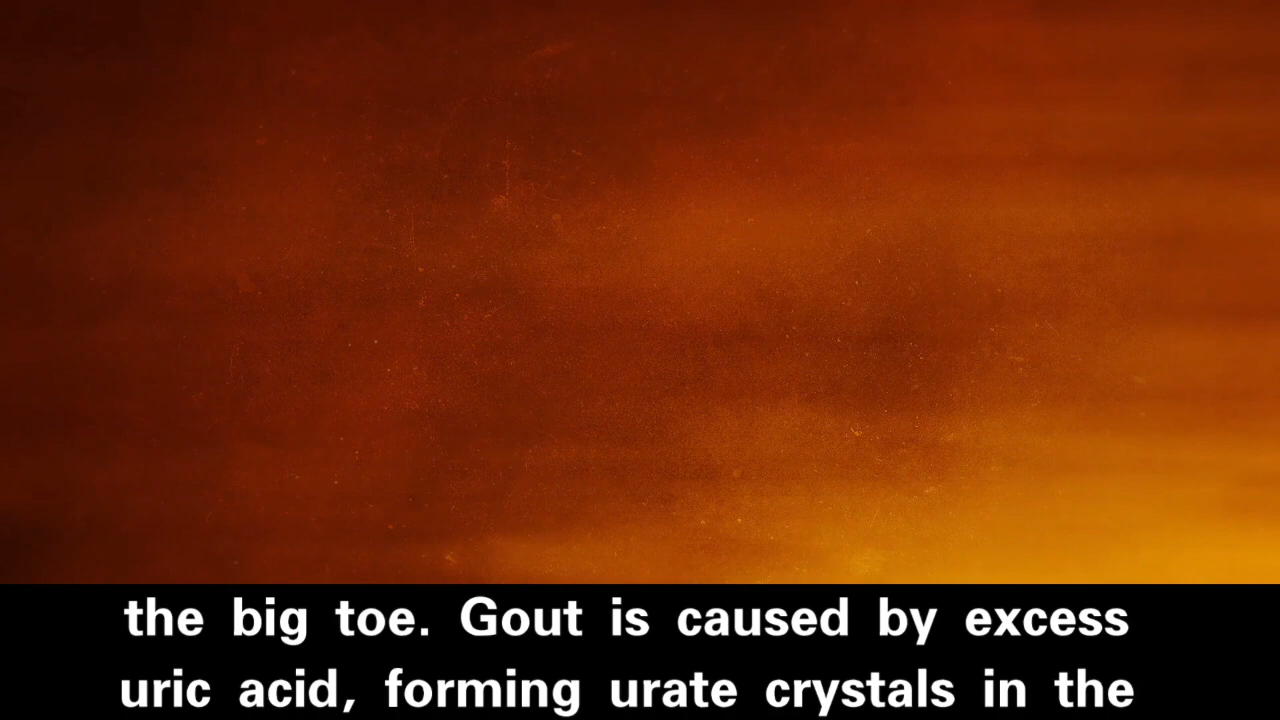 the big toe. Gout is caused by excess
uric acid, forming urate crystals in the